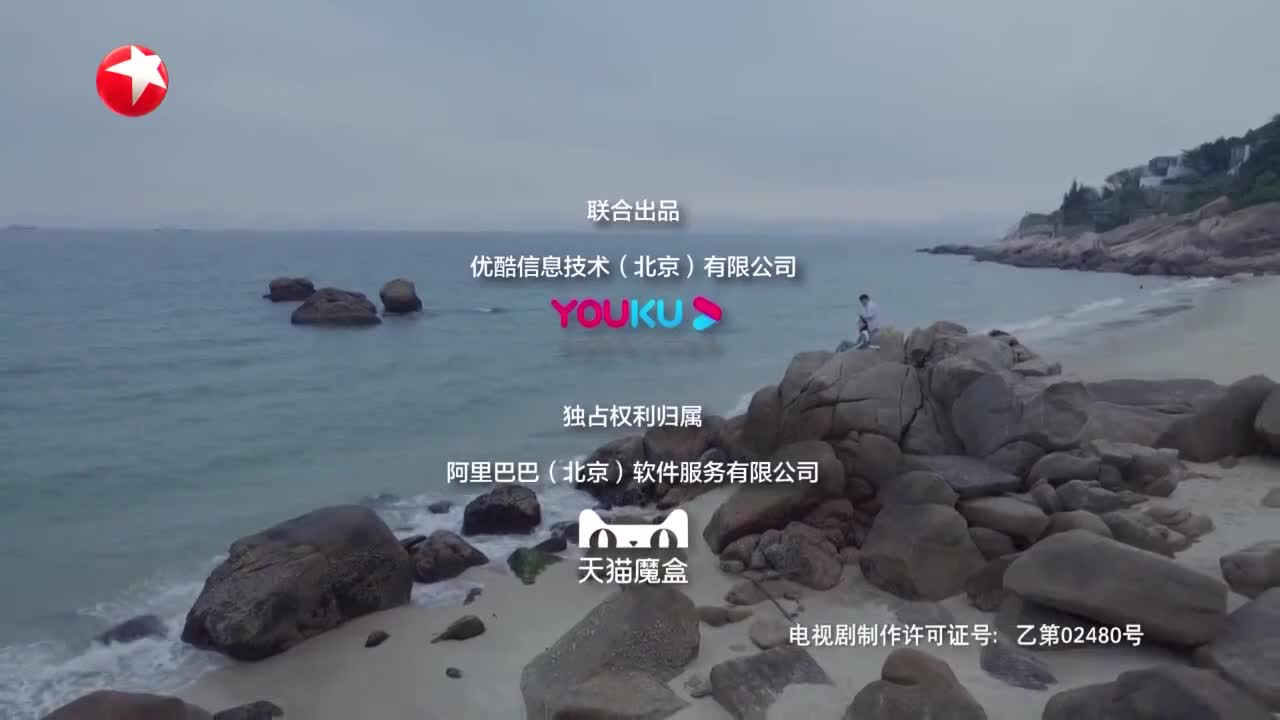 联合出品
优酷信息技术（北京）有限公司
YOUKU
独占权利归属
阿里巴巴（北京）软件服务有限公司
天猫魔盒
电视剧制作许可证号: 乙第02480号